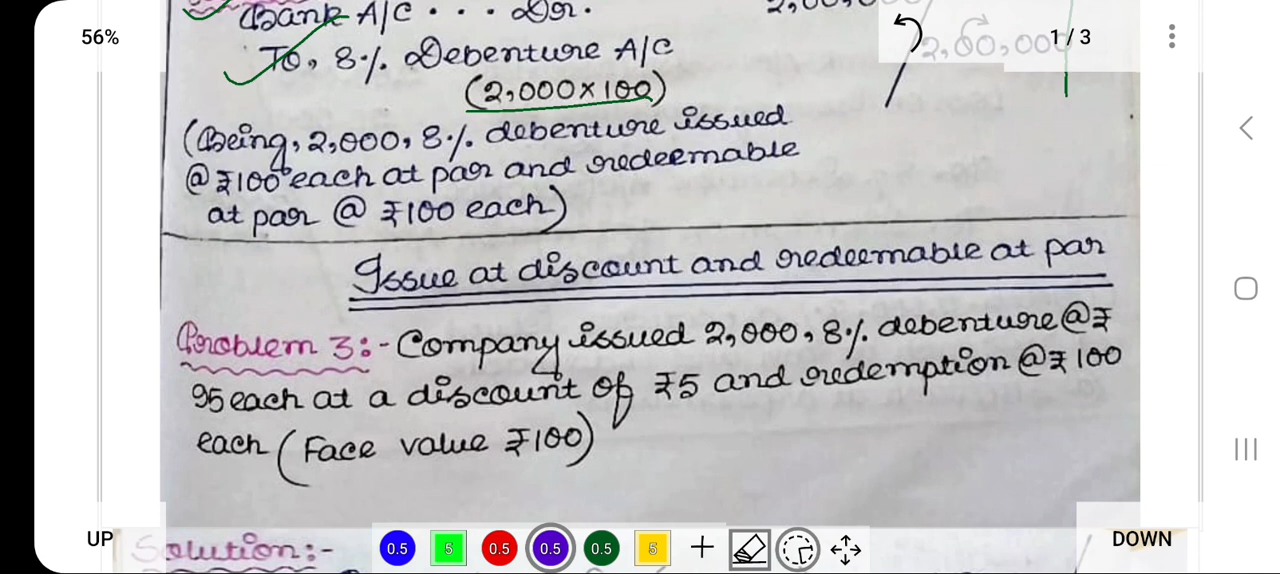 Bank A/C . . . Dr.
56%
1/3
To, 8% Debenture A/C
2,00,000
(2,000×100)
(Being, 2,000, 8% debenture issued
@ ₹100 each at par and redeemable
at par @ ₹100 each)
Issue at discount and redeemable at par
Problem 3:- Company issued 2,000, 8% debenture @ ₹
95 each at a discount of ₹5 and redemption @ ₹100
each (Face value ₹100)
UP
Solution:-
0.5
5
0.5
0.5
0.5
5
DOWN